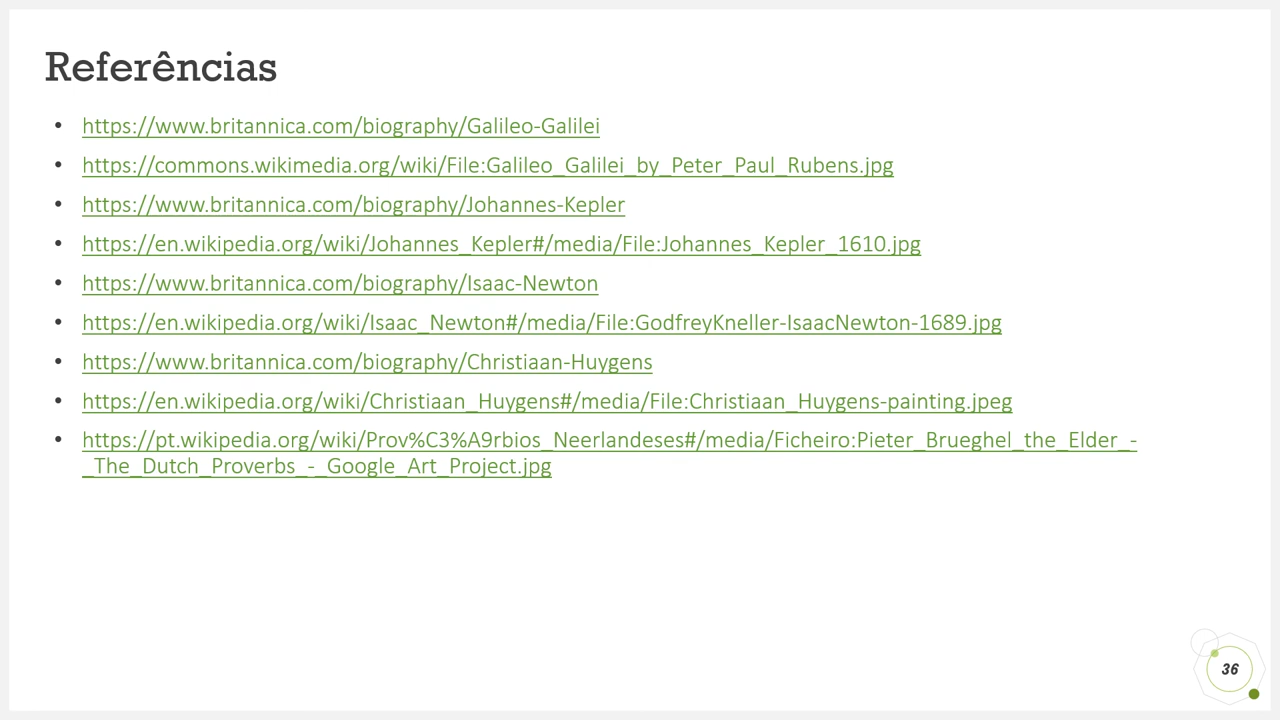 Referências
• https://www.britannica.com/biography/Galileo-Galilei
• https://commons.wikimedia.org/wiki/File:Galileo_Galilei_by_Peter_Paul_Rubens.jpg
• https://www.britannica.com/biography/Johannes-Kepler
• https://en.wikipedia.org/wiki/Johannes_Kepler#/media/File:Johannes_Kepler_1610.jpg
• https://www.britannica.com/biography/Isaac-Newton
• https://en.wikipedia.org/wiki/Isaac_Newton#/media/File:GodfreyKneller-IsaacNewton-1689.jpg
• https://www.britannica.com/biography/Christiaan-Huygens
• https://en.wikipedia.org/wiki/Christiaan_Huygens#/media/File:Christiaan_Huygens-painting.jpeg
• https://pt.wikipedia.org/wiki/Prov%C3%A9rbios_Neerlandeses#/media/Ficheiro:Pieter_Brueghel_the_Elder_-
_The_Dutch_Proverbs_-_Google_Art_Project.jpg
36